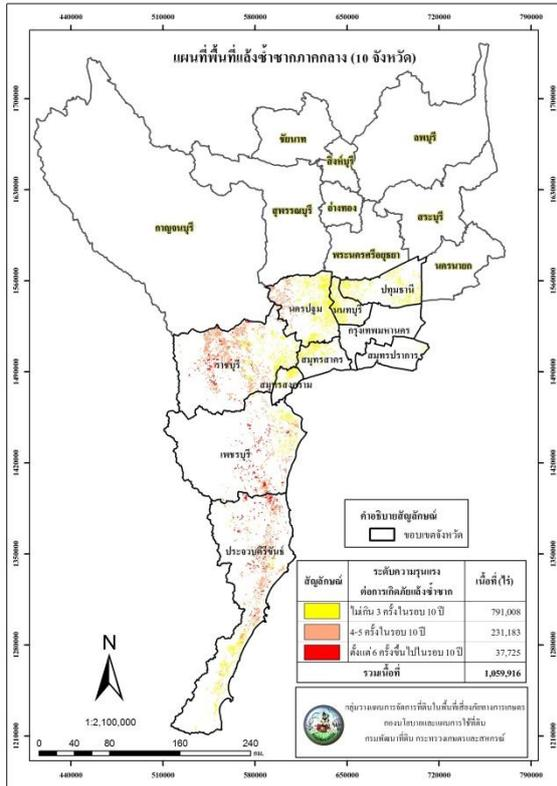 440000 510000 580000 650000 720000 790000
แผนที่พื้นที่แล้งซ้ำซากภาคกลาง (10 จังหวัด)
1700000 1700000
ชัยนาท
ลพบุรี
สิงห์บุรี
1630000 1630000
สุพรรณบุรี
อ่างทอง
สระบุรี
กาญจนบุรี
พระนครศรีอยุธยา
นครนายก
1560000 1560000
ปทุมธานี
นครปฐม
นนทบุรี
กรุงเทพมหานคร
สมุทรสาคร
สมุทรปราการ
ราชบุรี
1490000 1490000
สมุทรสงคราม
เพชรบุรี
1420000 1420000
คำอธิบายสัญลักษณ์
ขอบเขตจังหวัด
ประจวบคีรีขันธ์
1350000 1350000
สัญลักษณ์ ระดับความรุนแรง ต่อการเกิดภัยแล้งซ้ำซาก เนื้อที่ (ไร่)
ไม่เกิน 3 ครั้งในรอบ 10 ปี 791,008
4-5 ครั้งในรอบ 10 ปี 231,183
ตั้งแต่ 6 ครั้งขึ้นไปในรอบ 10 ปี 37,725
รวมเนื้อที่ 1,059,916
1280000 1280000
N
1:2,100,000
0 40 80 160 240 กม.
กลุ่มวางแผนการจัดการที่ดินในพื้นที่เสี่ยงภัยทางการเกษตร
กองนโยบายและแผนการใช้ที่ดิน
กรมพัฒนาที่ดิน กระทรวงเกษตรและสหกรณ์
1210000 1210000
440000 510000 580000 650000 720000 790000